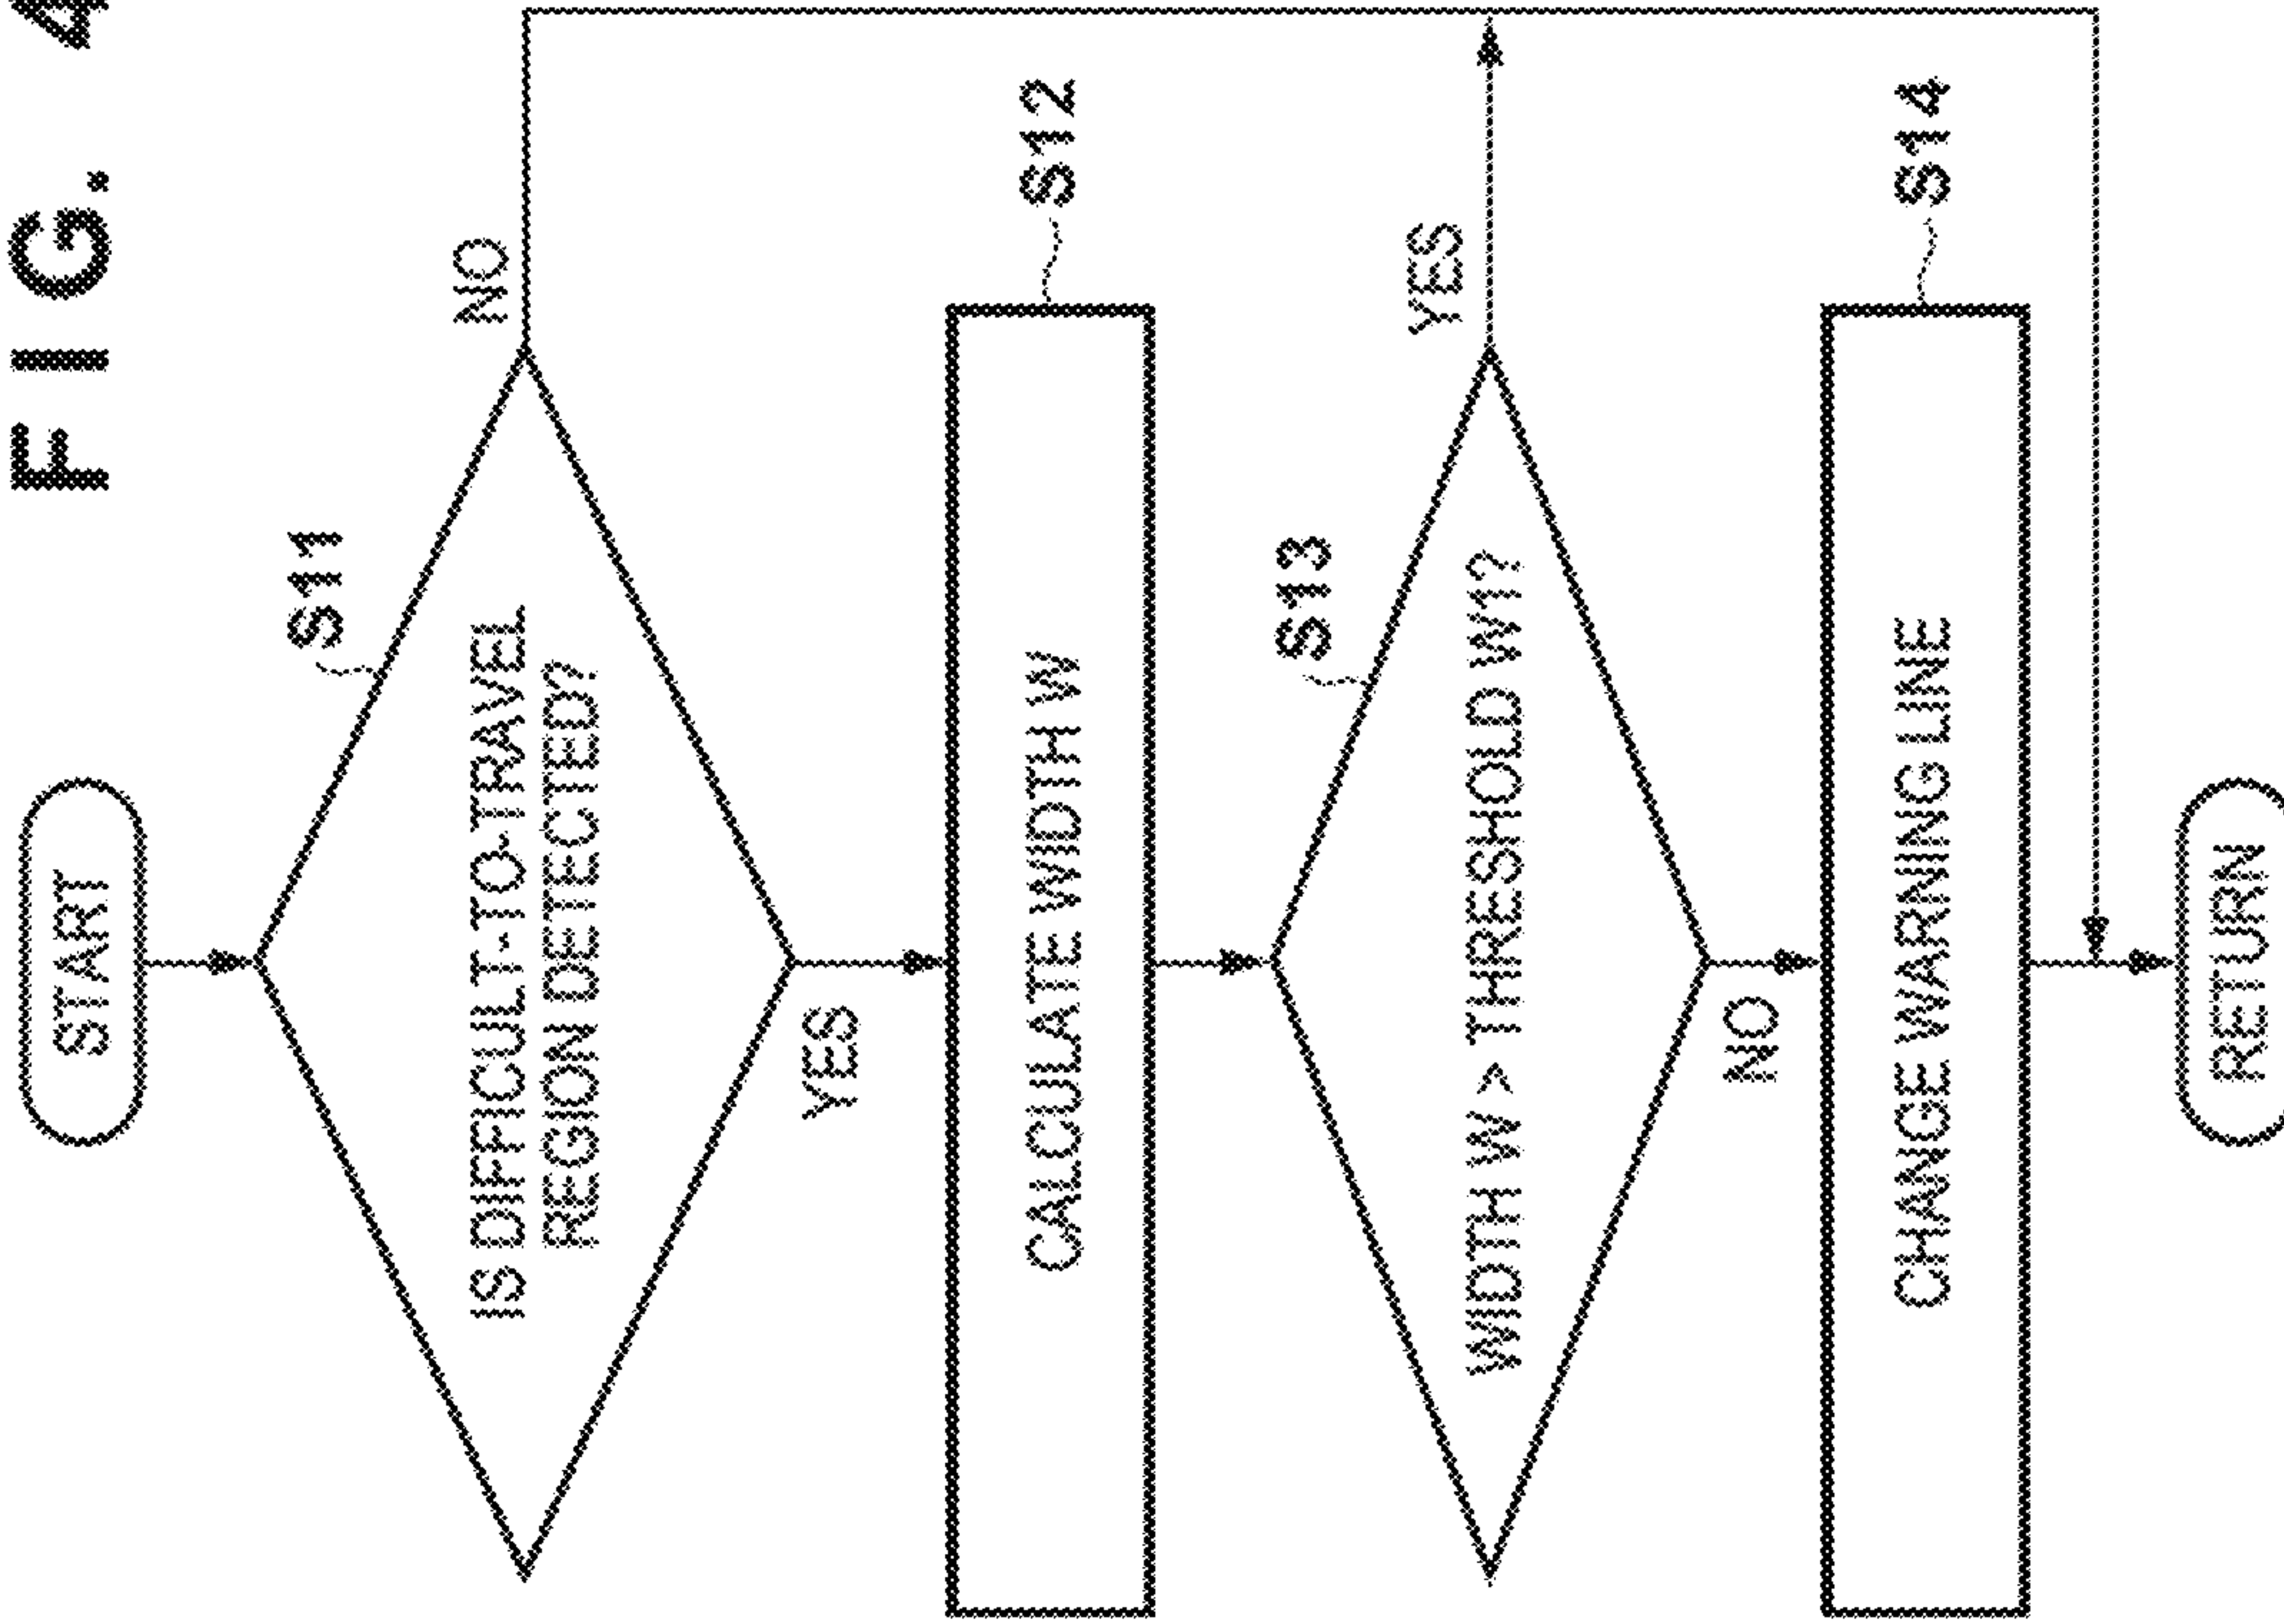 FIG. 4
START
S11
IS DIFFICULT-TO-TRAVEL
REGION DETECTED?
NO
YES
S12
CALCULATE WIDTH W
S13
WIDTH W > THRESHOLD W1?
YES
NO
S14
CHANGE WARNING LINE
RETURN